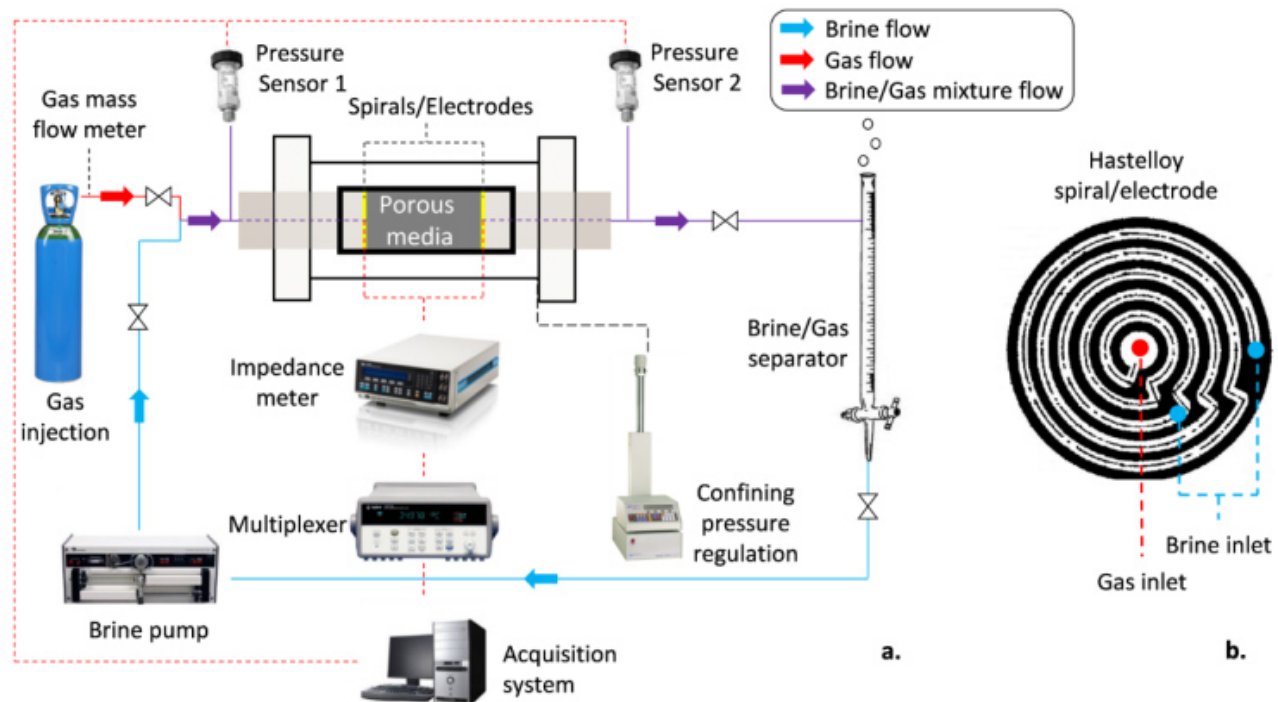 Pressure
Sensor 1
Pressure
Sensor 2
Brine flow
Gas flow
Brine/Gas mixture flow
Gas mass
flow meter
Spirals/Electrodes
Porous
media
Hastelloy
spiral/electrode
Brine/Gas
separator
Impedance
meter
Gas
injection
Multiplexer
Confining
pressure
regulation
Brine inlet
Gas inlet
Brine pump
Acquisition
system
a.
b.